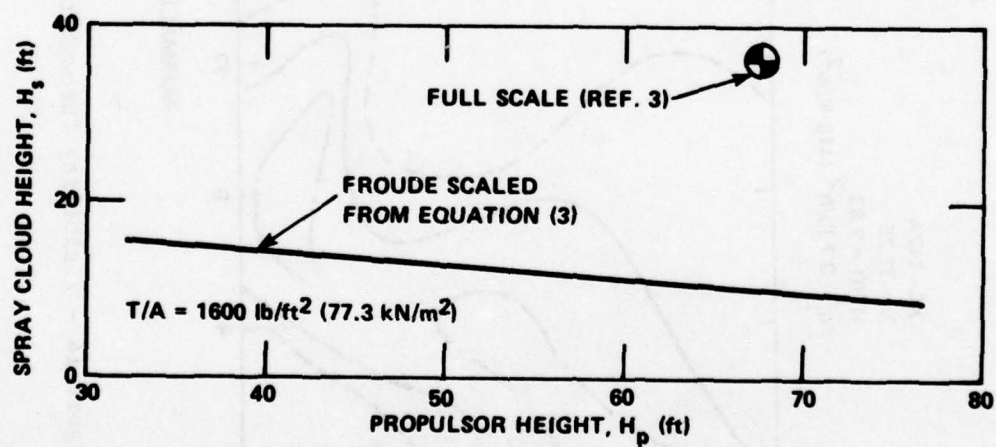 40
SPRAY CLOUD HEIGHT, Hs (ft)
FULL SCALE (REF. 3)
20
FROUDE SCALED
FROM EQUATION (3)
T/A = 1600 lb/ft² (77.3 kN/m²)
0
30 40 50 60 70 80
PROPULSOR HEIGHT, Hp (ft)